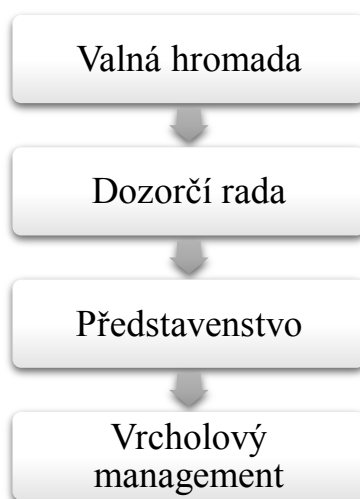 Valná hromada
Dozorčí rada
Představenstvo
Vrcholový
management